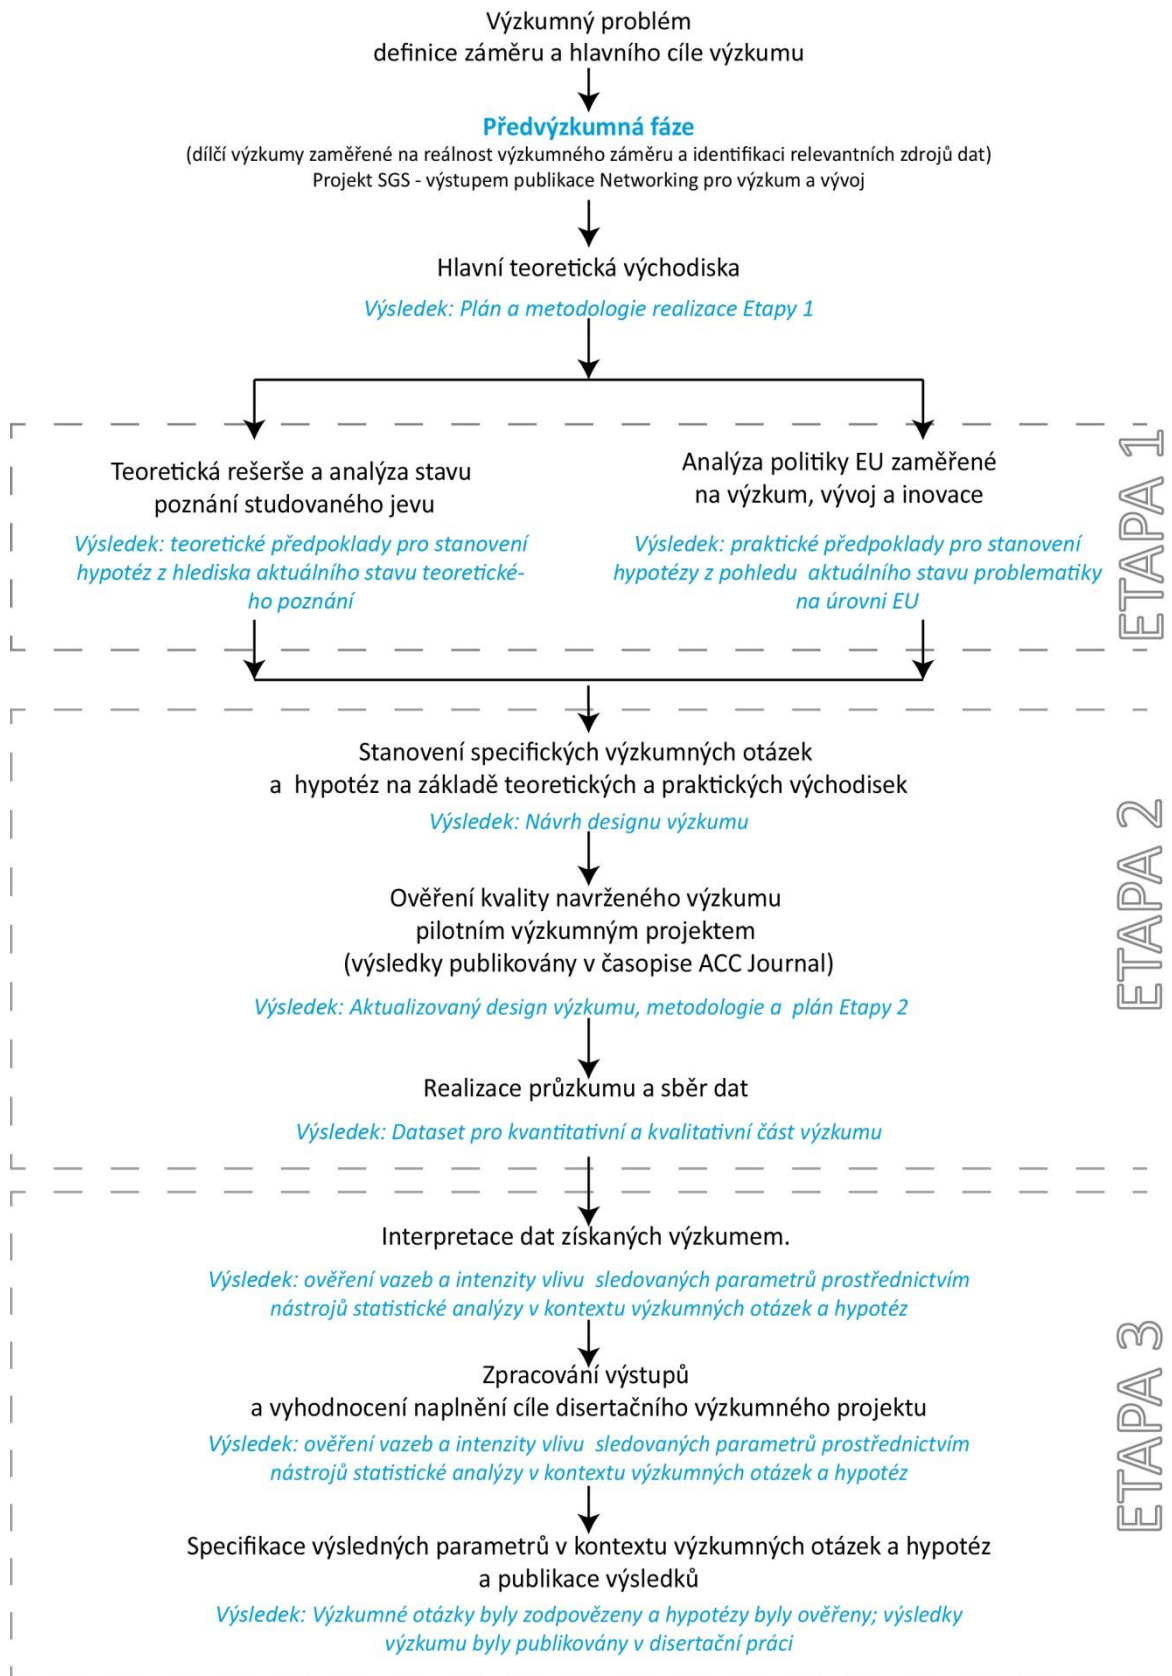 Výzkumný problém
definice záměru a hlavního cíle výzkumu
Předvýzkumná fáze
(dílčí výzkumy zaměřené na reálnost výzkumného záměru a identifikaci relevantních zdrojů dat)
Projekt SGS - výstupem publikace Networking pro výzkum a vývoj
Hlavní teoretická východiska
Výsledek: Plán a metodologie realizace Etapy 1
ETAPA 1
Teoretická rešerše a analýza stavu
poznání studovaného jevu
Výsledek: teoretické předpoklady pro stanovení
hypotéz z hlediska aktuálního stavu teoretické-
ho poznání
Analýza politiky EU zaměřené
na výzkum, vývoj a inovace
Výsledek: praktické předpoklady pro stanovení
hypotézy z pohledu aktuálního stavu problematiky
na úrovni EU
ETAPA 2
Stanovení specifických výzkumných otázek
a hypotéz na základě teoretických a praktických východisek
Výsledek: Návrh designu výzkumu
Ověření kvality navrženého výzkumu
pilotním výzkumným projektem
(výsledky publikovány v časopise ACC Journal)
Výsledek: Aktualizovaný design výzkumu, metodologie a plán Etapy 2
Realizace průzkumu a sběr dat
Výsledek: Dataset pro kvantitativní a kvalitativní část výzkumu
ETAPA 3
Interpretace dat získaných výzkumem.
Výsledek: ověření vazeb a intenzity vlivu sledovaných parametrů prostřednictvím
nástrojů statistické analýzy v kontextu výzkumných otázek a hypotéz
Zpracování výstupů
a vyhodnocení naplnění cíle disertačního výzkumného projektu
Výsledek: ověření vazeb a intenzity vlivu sledovaných parametrů prostřednictvím
nástrojů statistické analýzy v kontextu výzkumných otázek a hypotéz
Specifikace výsledných parametrů v kontextu výzkumných otázek a hypotéz
a publikace výsledků
Výsledek: Výzkumné otázky byly zodpovězeny a hypotézy byly ověřeny; výsledky
výzkumu byly publikovány v disertační práci